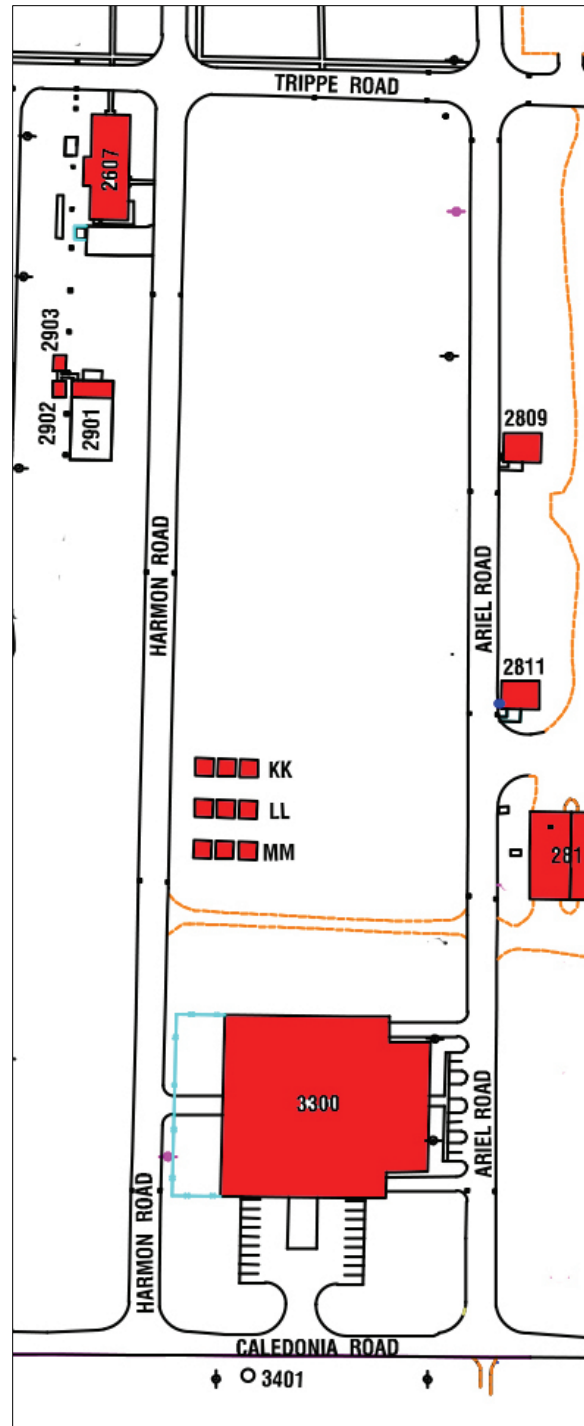 TRIPPE ROAD
2607
2903
2902
2901
2809
HARMON ROAD
ARIEL ROAD
2811
KK
LL
MM
281
3300
ARIEL ROAD
HARMON ROAD
CALEDONIA ROAD
3401